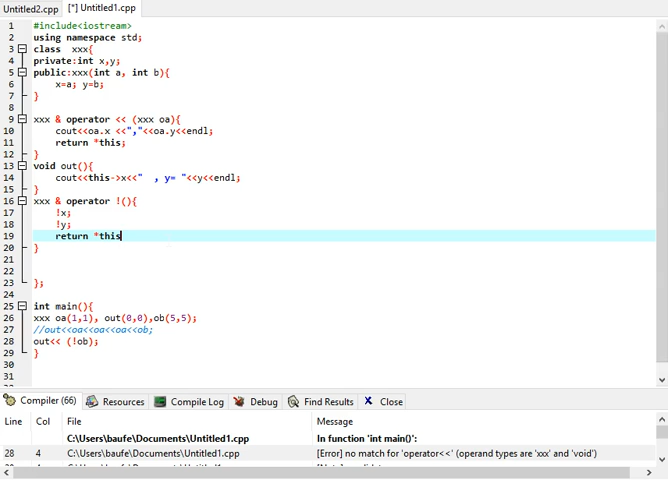 Untitled2.cpp [*] Untitled1.cpp
1 #include<iostream>
2 using namespace std;
3 class xxx{
4 private:int x,y;
5 public:xxx(int a, int b){
6 x=a; y=b;
7 }
8
9 xxx & operator << (xxx oa){
10 cout<<oa.x <<","<<oa.y<<endl;
11 return *this;
12 }
13 void out(){
14 cout<<this->x<<" , y= "<<y<<endl;
15 }
16 xxx & operator !(){
17 !x;
18 !y;
19 return *this
20 }
21
22
23 };
24
25 int main(){
26 xxx oa(1,1), out(0,0),ob(5,5);
27 //out<<oa<<oa<<oa<<ob;
28 out<< (!ob);
29 }
30
31
Compiler (66) Resources Compile Log Debug Find Results Close
Line Col File Message
C:\Users\baufe\Documents\Untitled1.cpp In function 'int main()':
28 4 C:\Users\baufe\Documents\Untitled1.cpp [Error] no match for 'operator<<' (operand types are 'xxx' and 'void')